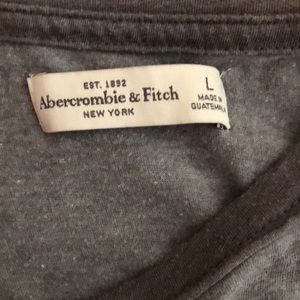 EST. 1892
Abercrombie & Fitch
NEW YORK
L
MADE IN
GUATEMALA